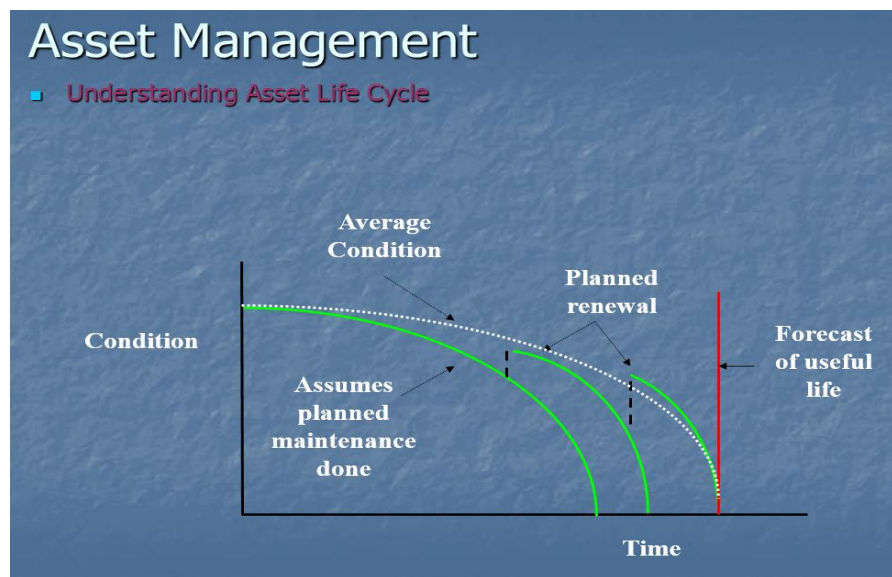 Asset Management
Understanding Asset Life Cycle
Average
Condition
Planned
renewal
Condition
Forecast
of useful
life
Assumes
planned
maintenance
done
Time